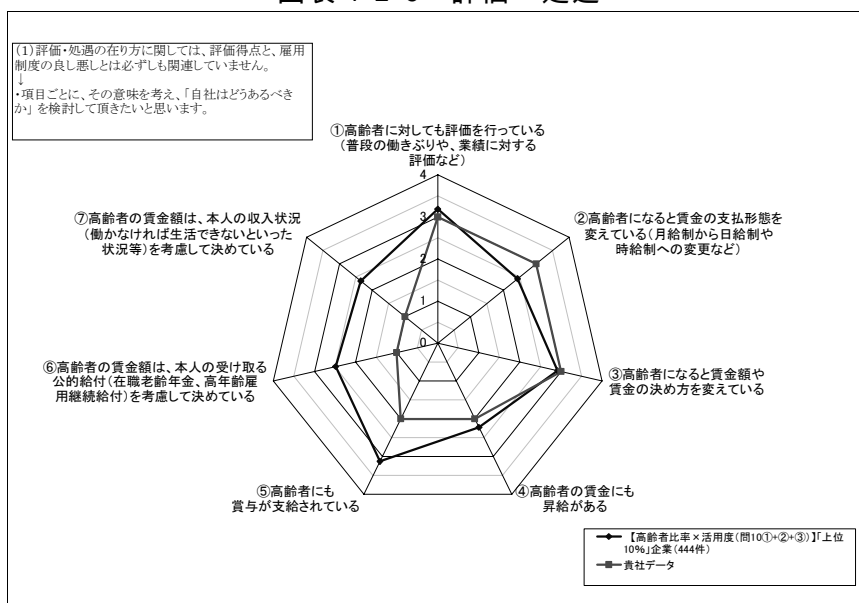 (1)評価・処遇の在り方に関しては、評価得点と、雇用
制度の良し悪しとは必ずしも関連していません。
↓
・項目ごとに、その意味を考え、「自社はどうあるべき
か」を検討して頂きたいと思います。
①高齢者に対しても評価を行っている
(普段の働きぶりや、業績に対する
評価など)
4
3
2
1
0
②高齢者になると賃金の支払形態を
変えている(月給制から日給制や
時給制への変更など)
③高齢者になると賃金額や
賃金の決め方を変えている
④高齢者の賃金にも
昇給がある
⑤高齢者にも
賞与が支給されている
⑥高齢者の賃金額は、本人の受け取る
公的給付(在職老齢年金、高年齢雇
用継続給付)を考慮して決めている
⑦高齢者の賃金額は、本人の収入状況
(働かなければ生活できないといった
状況等)を考慮して決めている
【高齢者比率×活用度(問10①+②+③)】「上位
10%」企業(444件)
貴社データ